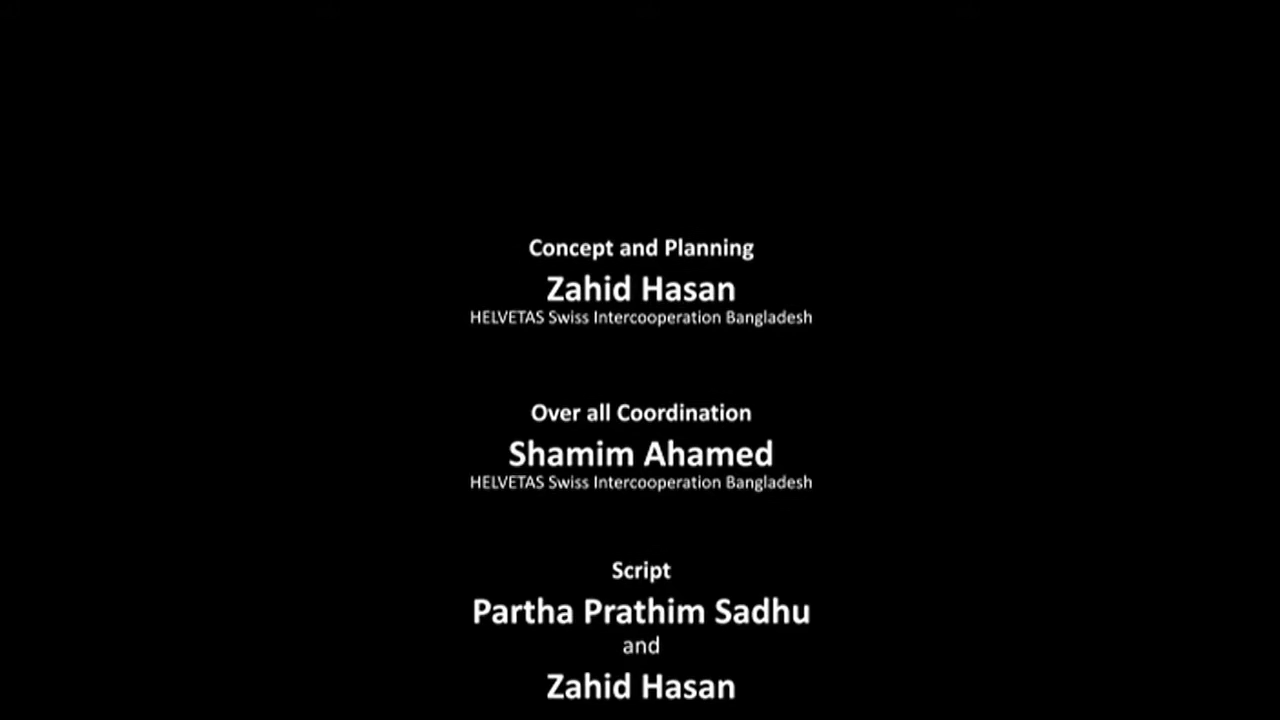 Concept and Planning
Zahid Hasan
HELVETAS Swiss Intercooperation Bangladesh
Over all Coordination
Shamim Ahamed
HELVETAS Swiss Intercooperation Bangladesh
Script
Partha Prathim Sadhu
and
Zahid Hasan